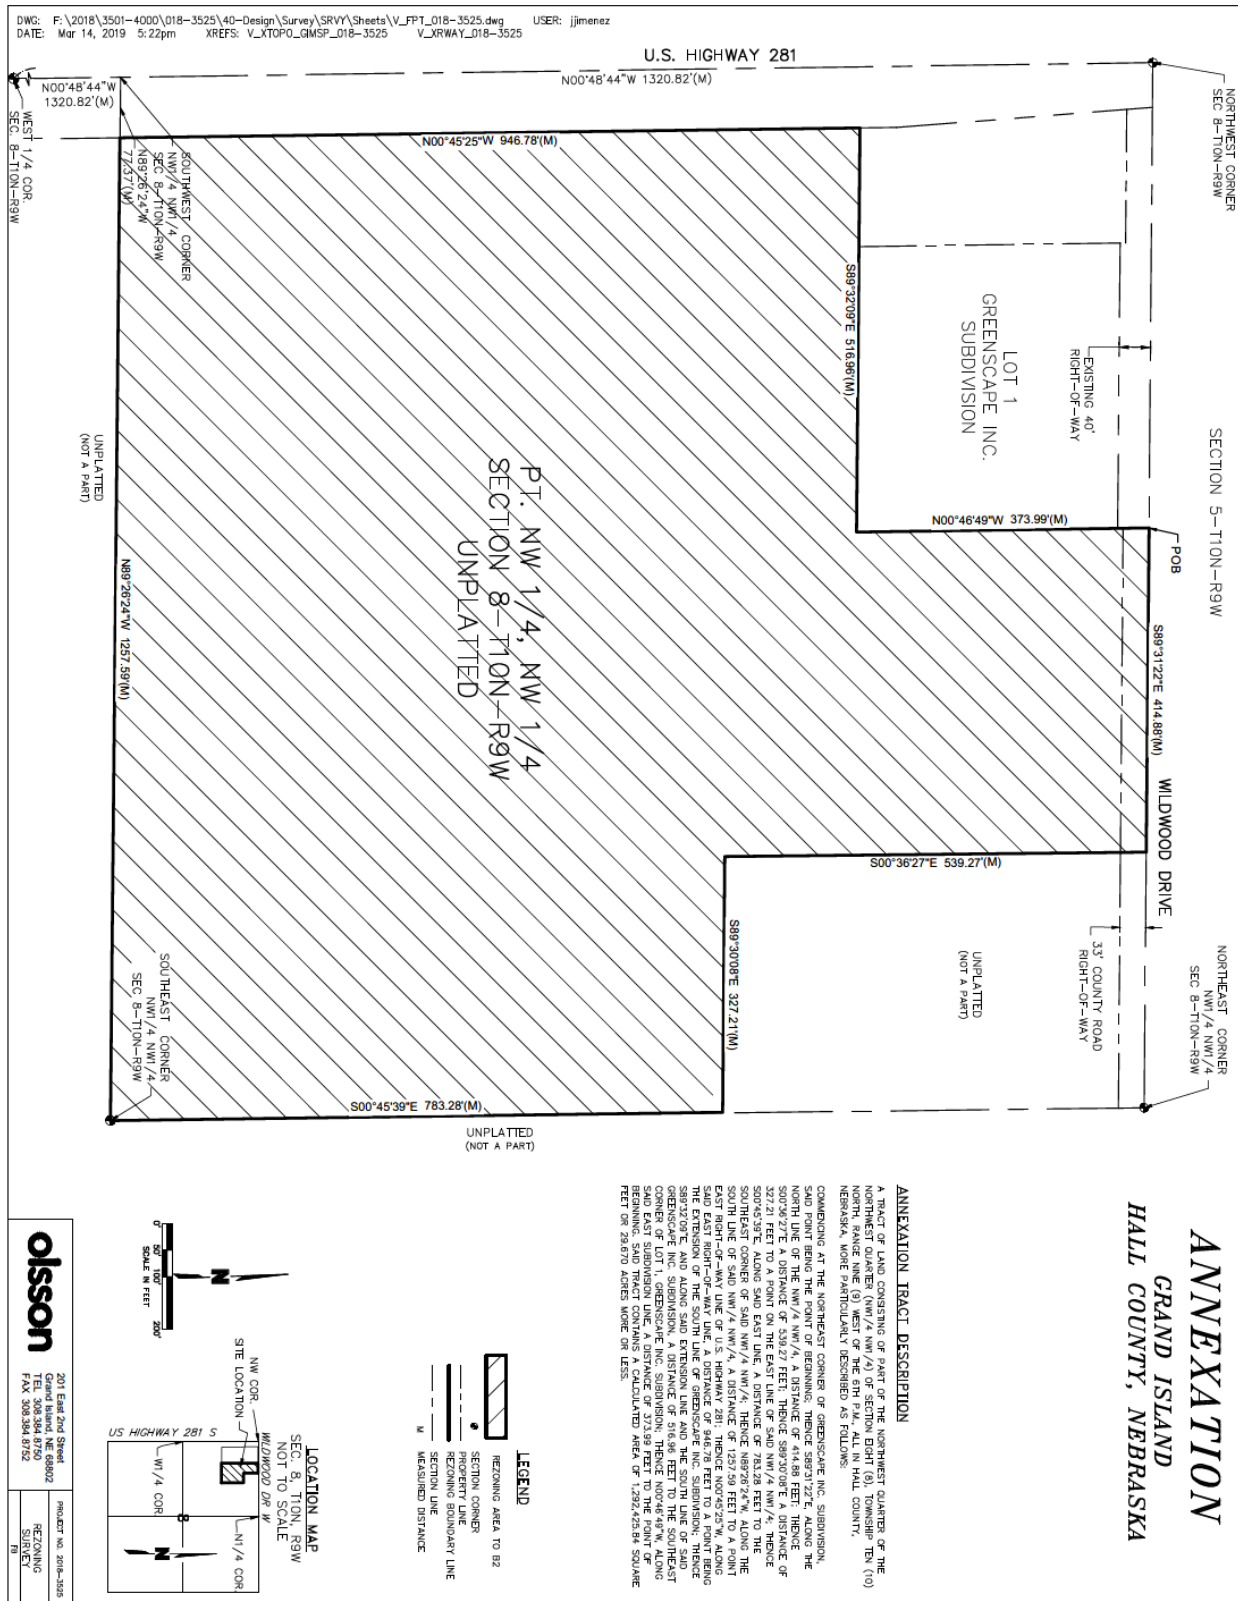 DWG: F:\2018\3501-4000\018-3525\40-Design\Survey\SRVY\Sheets\V_FPT_018-3525.dwg USER: jjimenez
DATE: Mar 14, 2019 5:22pm XREFS: V_XTOPO_GIMSP_018-3525 V_XRWAY_018-3525
U.S. HIGHWAY 281
N00°48'44"W 1320.82'(M)
N00°48'44"W
1320.82'(M)
NORTHWEST CORNER
SEC 8-T10N-R9W
WEST 1/4 COR.
SEC. 8-T10N-R9W
SOUTHWEST CORNER
NW1/4 NW1/4
SEC 8-T10N-R9W
N89°26'24"W
77.37'(M)
N00°45'25"W 946.78'(M)
S89°32'09"E 516.96'(M)
LOT 1
GREENSCAPE INC.
SUBDIVISION
EXISTING 40'
RIGHT-OF-WAY
SECTION 5-T10N-R9W
N00°46'49"W 373.99'(M)
POB
UNPLATTED
(NOT A PART)
PT. NW 1/4, NW 1/4
SECTION 8-T10N-R9W
UNPLATTED
N89°26'24"W 1257.59'(M)
S89°31'22"E 414.88'(M)
WILDWOOD DRIVE
S00°36'27"E 539.27'(M)
S89°30'08"E 327.21'(M)
UNPLATTED
(NOT A PART)
33' COUNTY ROAD
RIGHT-OF-WAY
NORTHEAST CORNER
NW1/4 NW1/4
SEC 8-T10N-R9W
SOUTHEAST CORNER
NW1/4 NW1/4
SEC 8-T10N-R9W
S00°45'39"E 783.28'(M)
UNPLATTED
(NOT A PART)
ANNEXATION
GRAND ISLAND
HALL COUNTY, NEBRASKA
ANNEXATION TRACT DESCRIPTION
A TRACT OF LAND CONSISTING OF PART OF THE NORTHWEST QUARTER OF THE
NORTHWEST QUARTER (NW1/4 NW1/4) OF SECTION EIGHT (8), TOWNSHIP TEN (10)
NORTH, RANGE NINE (9) WEST OF THE 6TH P.M., ALL IN HALL COUNTY,
NEBRASKA, MORE PARTICULARLY DESCRIBED AS FOLLOWS:
COMMENCING AT THE NORTHEAST CORNER OF GREENSCAPE INC. SUBDIVISION,
SAID POINT BEING THE POINT OF BEGINNING; THENCE S89°31'22"E, ALONG THE
NORTH LINE OF THE NW1/4 NW1/4, A DISTANCE OF 414.88 FEET; THENCE
S00°36'27"E A DISTANCE OF 539.27 FEET; THENCE S89°30'08"E A DISTANCE OF
327.21 FEET TO A POINT ON THE EAST LINE OF SAID NW1/4 NW1/4; THENCE
S00°45'39"E, ALONG SAID EAST LINE, A DISTANCE OF 783.28 FEET TO THE
SOUTHEAST CORNER OF SAID NW1/4 NW1/4; THENCE N89°26'24"W, ALONG THE
SOUTH LINE OF SAID NW1/4 NW1/4, A DISTANCE OF 1257.59 FEET TO A POINT
EAST RIGHT-OF-WAY LINE OF U.S. HIGHWAY 281; THENCE N00°45'25"W, ALONG
SAID EAST RIGHT-OF-WAY LINE, A DISTANCE OF 946.78 FEET TO A POINT BEING
THE EXTENSION OF THE SOUTH LINE OF GREENSCAPE INC. SUBDIVISION; THENCE
S89°32'09"E, AND ALONG SAID EXTENSION LINE AND THE SOUTH LINE OF SAID
GREENSCAPE INC. SUBDIVISION, A DISTANCE OF 516.96 FEET TO THE SOUTHEAST
CORNER OF LOT 1, GREENSCAPE INC. SUBDIVISION; THENCE N00°46'49"W, ALONG
SAID EAST SUBDIVISION LINE, A DISTANCE OF 373.99 FEET TO THE POINT OF
BEGINNING. SAID TRACT CONTAINS A CALCULATED AREA OF 1,292,425.84 SQUARE
FEET OR 29.670 ACRES MORE OR LESS.
LEGEND
REZONING AREA TO B2
SECTION CORNER
PROPERTY LINE
REZONING BOUNDARY LINE
SECTION LINE
M MEASURED DISTANCE
N
0' 50' 100' 200'
SCALE IN FEET
NW COR.
SITE LOCATION
WILDWOOD DR W
US HIGHWAY 281 S
W1/4 COR.
8
N1/4 COR.
N
LOCATION MAP
SEC. 8, T10N, R9W
NOT TO SCALE
olsson
201 East 2nd Street
Grand Island, NE 68802
TEL 308.384.8750
FAX 308.384.8752
PROJECT NO. 2018-3525
REZONING
SURVEY
FB